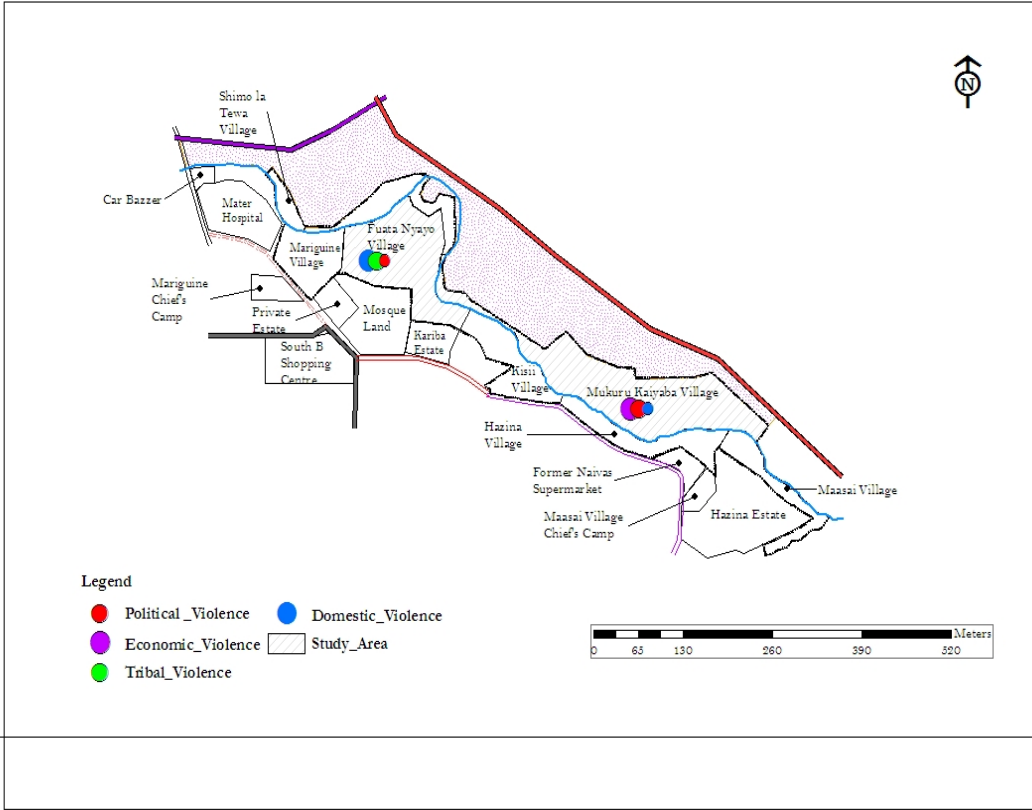 N
Shimo la
Tewa
Village
Car Bazzer
Mater
Hospital
Fuata Nyayo
Village
Mariguine
Village
Mariguine
Chief's
Camp
Private
Estate
Mosque
Land
Kariba
Estate
South B
Shopping
Centre
Kisii
Village
Mukuru Kaiyaba Village
Hazina
Village
Former Naivas
Supermarket
Maasai Village
Maasai Village
Chief's Camp
Hazina Estate
Legend
Political _Violence
Domestic_Violence
Economic_Violence
Study_Area
Tribal_Violence
Meters
0 65 130 260 390 520